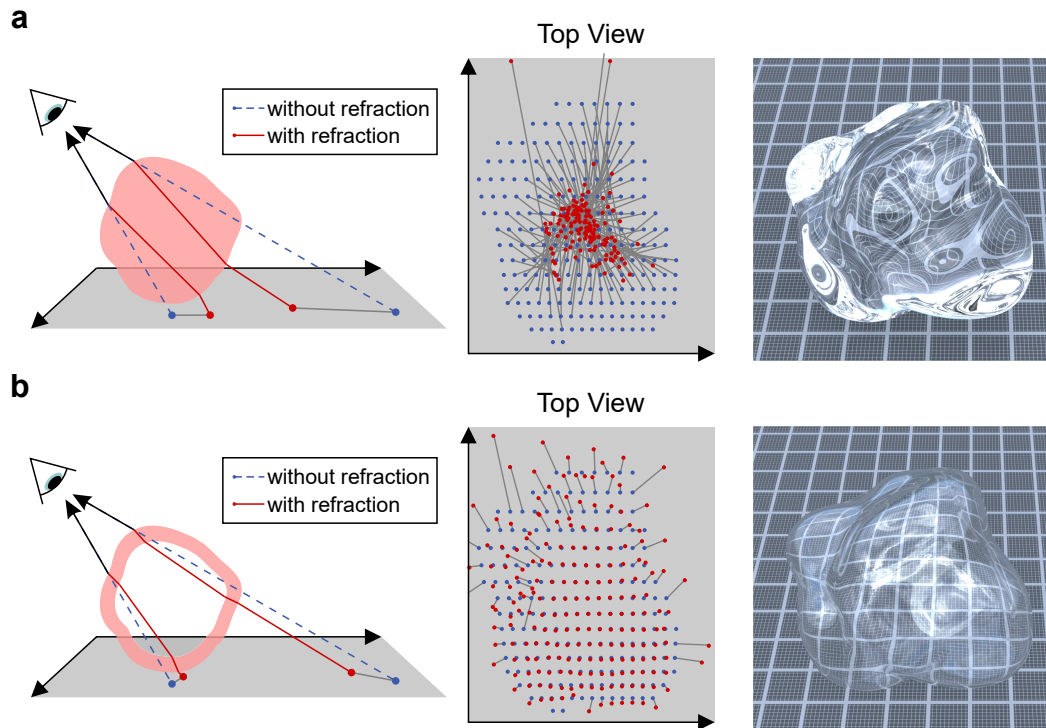 a
Top View
without refraction
with refraction
b
Top View
without refraction
with refraction